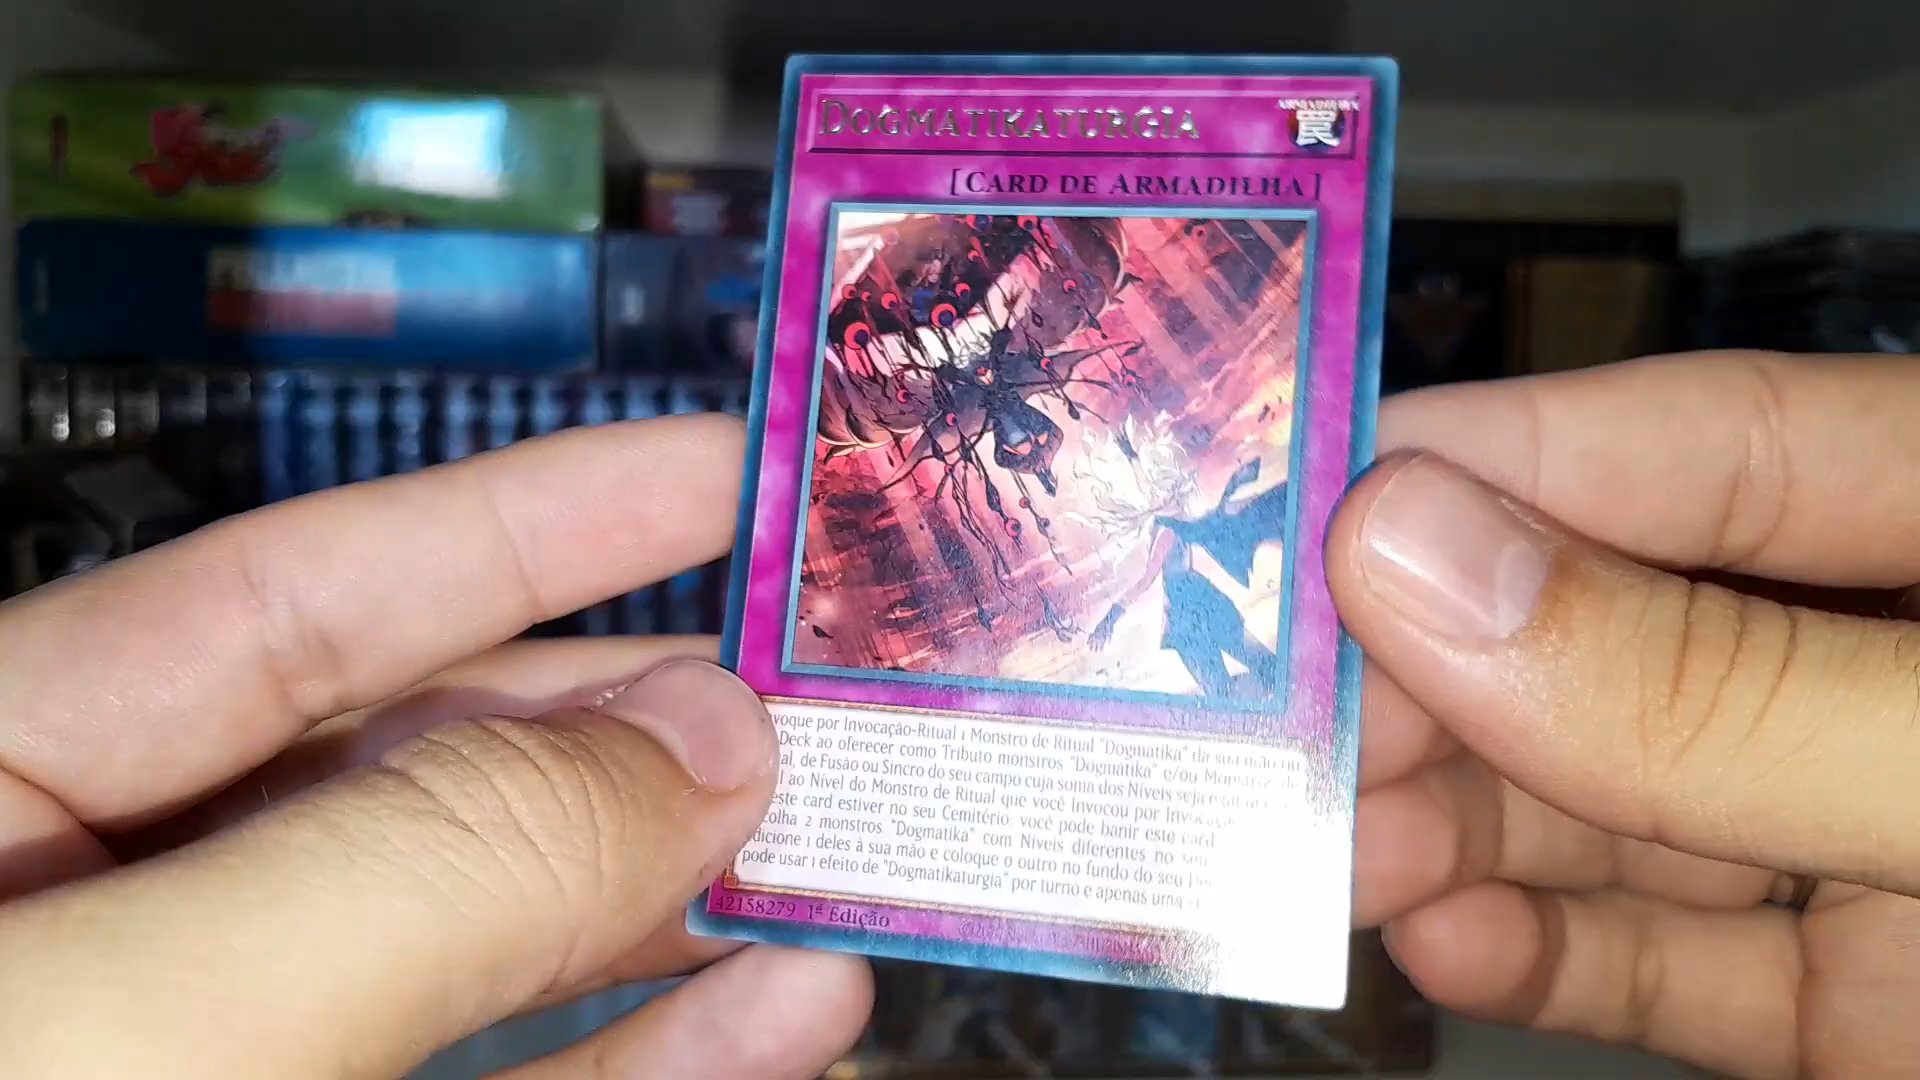 DOGMATIKATURGIA
罠
[CARD DE ARMADILHA]
voque por Invocação-Ritual 1 Monstro de Ritual "Dogmatika" da sua mão ou
Deck ao oferecer como Tributo monstros "Dogmatika" e/ou Monstros de
al, de Fusão ou Sincro do seu campo cuja soma dos Níveis seja
l ao Nível do Monstro de Ritual que você Invocou por
este card estiver no seu Cemitério: você pode banir este card
colha 2 monstros "Dogmatika" com Níveis diferentes no seu
dicione 1 deles à sua mão e coloque o outro no fundo do seu
pode usar 1 efeito de "Dogmatikaturgia" por turno e apenas uma
42158279 1ª Edição